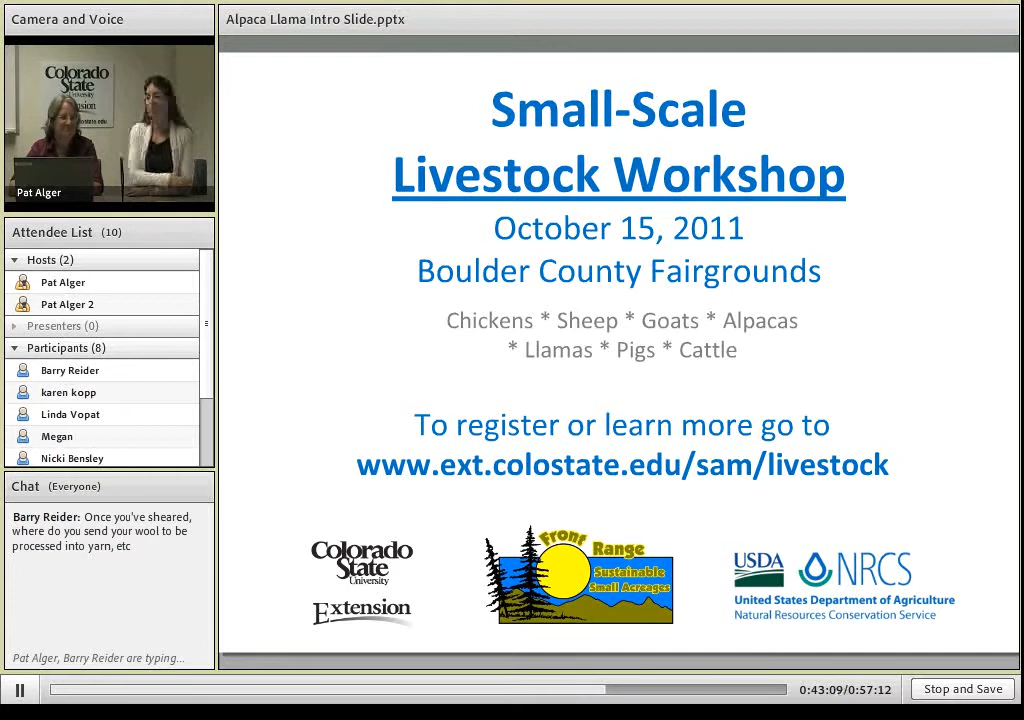 Camera and Voice
Colorado
State
University
Extension
Pat Alger
Attendee List (10)
Hosts (2)
Pat Alger
Pat Alger 2
Presenters (0)
Participants (8)
Barry Reider
karen kopp
Linda Vopat
Megan
Nicki Bensley
Chat (Everyone)
Barry Reider: Once you've sheared,
where do you send your wool to be
processed into yarn, etc
Pat Alger, Barry Reider are typing...
Alpaca Llama Intro Slide.pptx
Small-Scale
Livestock Workshop
October 15, 2011
Boulder County Fairgrounds
Chickens * Sheep * Goats * Alpacas
* Llamas * Pigs * Cattle
To register or learn more go to
www.ext.colostate.edu/sam/livestock
Colorado
State
University
Extension
Front Range
Sustainable
Small Acreages
USDA NRCS
United States Department of Agriculture
Natural Resources Conservation Service
0:43:09/0:57:12
Stop and Save